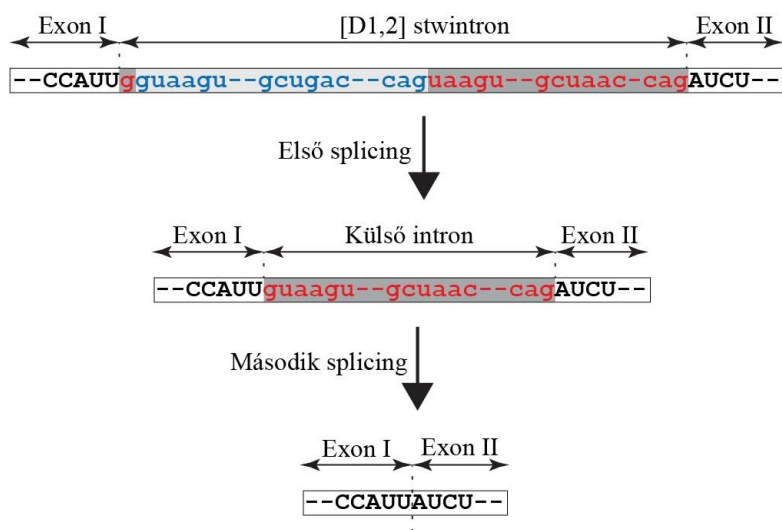 Exon I [D1,2] stwintron Exon II
--CCAUUgguaagu--gcugac--caguaagu--gcuaac-cagAUCU--
Első splicing
Exon I Külső intron Exon II
--CCAUUguaagu--gcuaac--cagAUCU--
Második splicing
Exon I Exon II
--CCAUUAUCU--